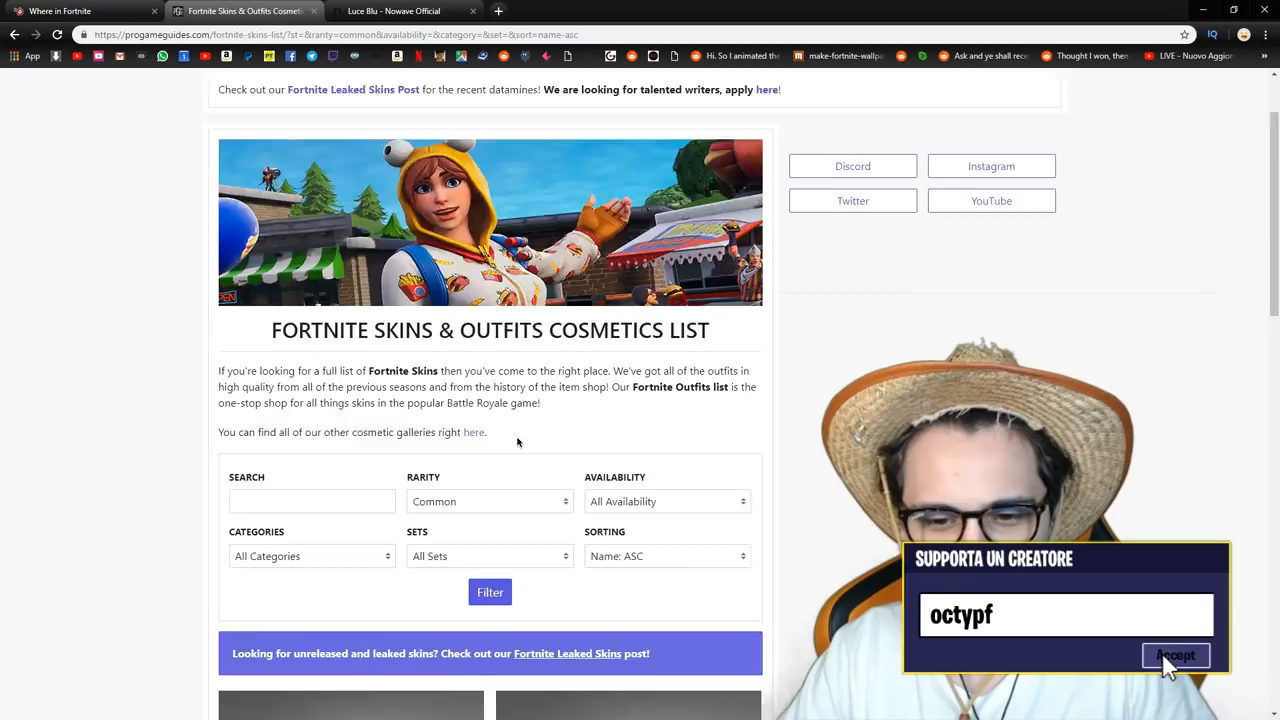 Where in Fortnite
Fortnite Skins & Outfits Cosmeti
Luce Blu - Nowave Official
https://progameguides.com/fortnite-skins-list/?st=&rarity=common&availability=&category=&set=&sort=name-asc
App
Hi. So I animated the
make-fortnite-wallpa
Ask and ye shall rece
Thought I won, then
LIVE - Nuovo Aggior
Check out our Fortnite Leaked Skins Post for the recent datamines! We are looking for talented writers, apply here!
Discord
Instagram
Twitter
YouTube
FORTNITE SKINS & OUTFITS COSMETICS LIST
If you're looking for a full list of Fortnite Skins then you've come to the right place. We've got all of the outfits in
high quality from all of the previous seasons and from the history of the item shop! Our Fortnite Outfits list is the
one-stop shop for all things skins in the popular Battle Royale game!
You can find all of our other cosmetic galleries right here.
SEARCH
RARITY
AVAILABILITY
Common
All Availability
CATEGORIES
SETS
SORTING
All Categories
All Sets
Name: ASC
Filter
Looking for unreleased and leaked skins? Check out our Fortnite Leaked Skins post!
SUPPORTA UN CREATORE
octypf
Accept